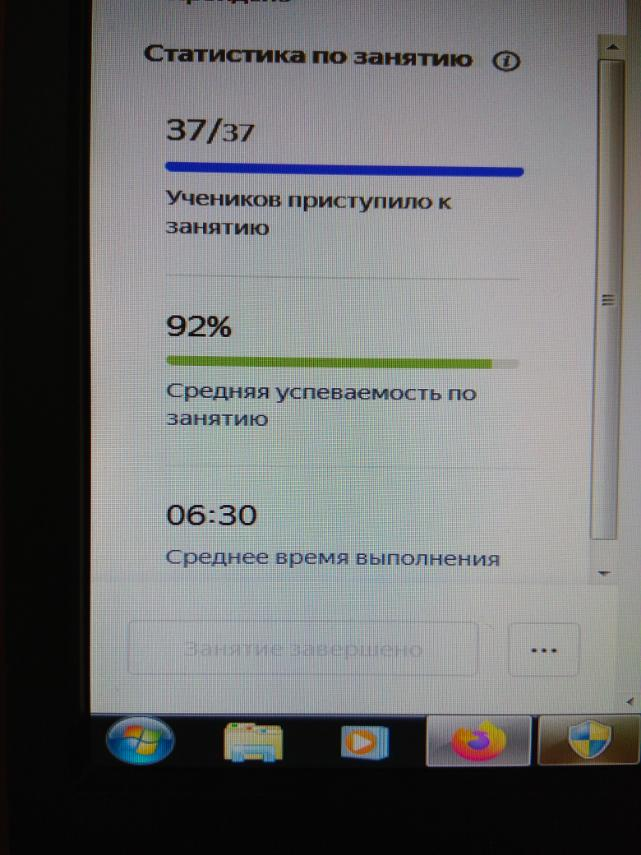 Статистика по занятию
37/37
Учеников приступило к
занятию
92%
Средняя успеваемость по
занятию
06:30
Среднее время выполнения
Занятие завершено